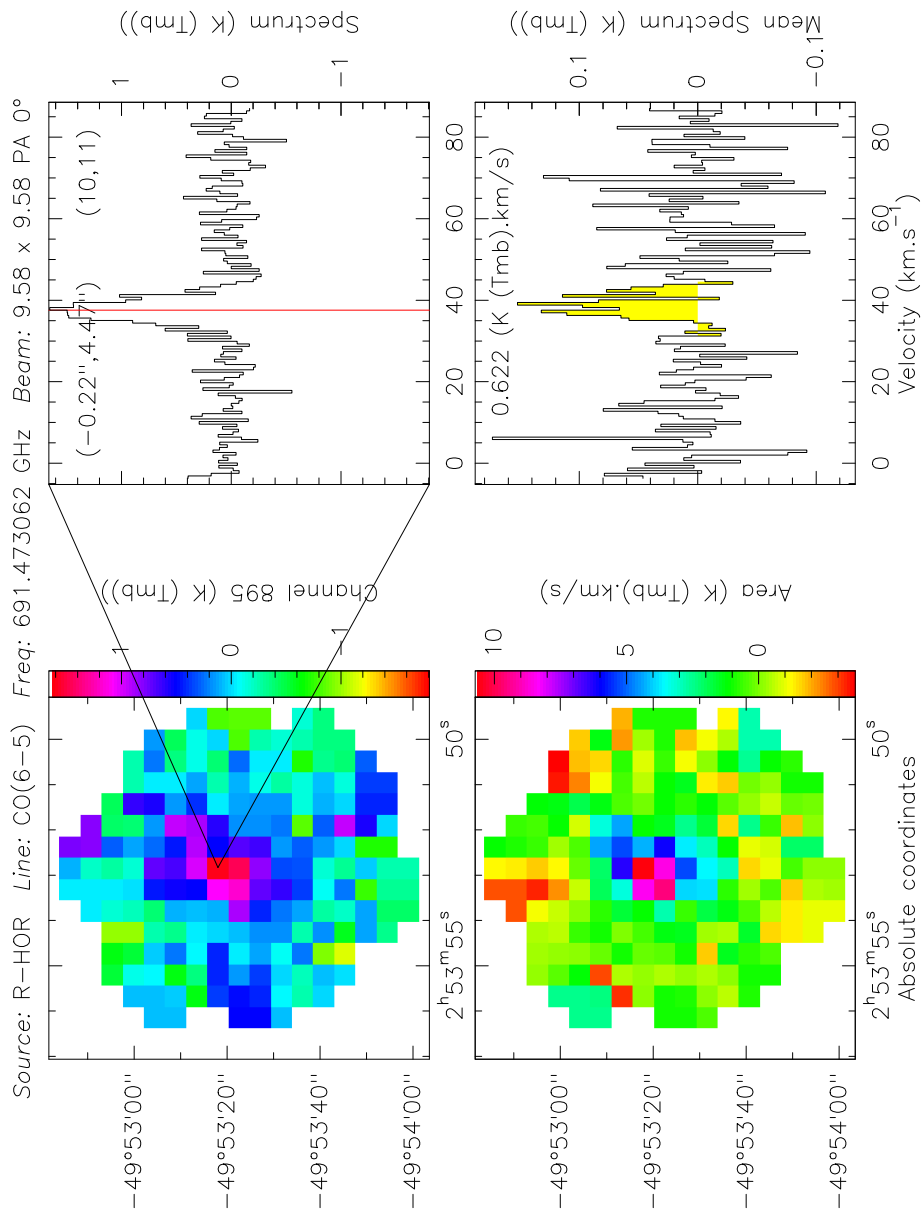 Source: R-HOR Line: CO(6-5) Freq: 691.473062 GHz Beam: 9.58 x 9.58 PA 0°
-49°53'00"
-49°53'20"
-49°53'40"
-49°54'00"
2h53m55s
50s
1
0
-1
Channel 895 (K (Tmb))
(-0.22",4.4")
(10,11)
0
20
40
60
80
1
0
-1
Spectrum (K (Tmb))
-49°53'00"
-49°53'20"
-49°53'40"
-49°54'00"
2h53m55s
50s
Absolute coordinates
10
5
0
Area (K (Tmb).km/s)
0.622 (K (Tmb).km/s)
0
20
40
60
80
Velocity (km.s-1)
0.1
0
-0.1
Mean Spectrum (K (Tmb))